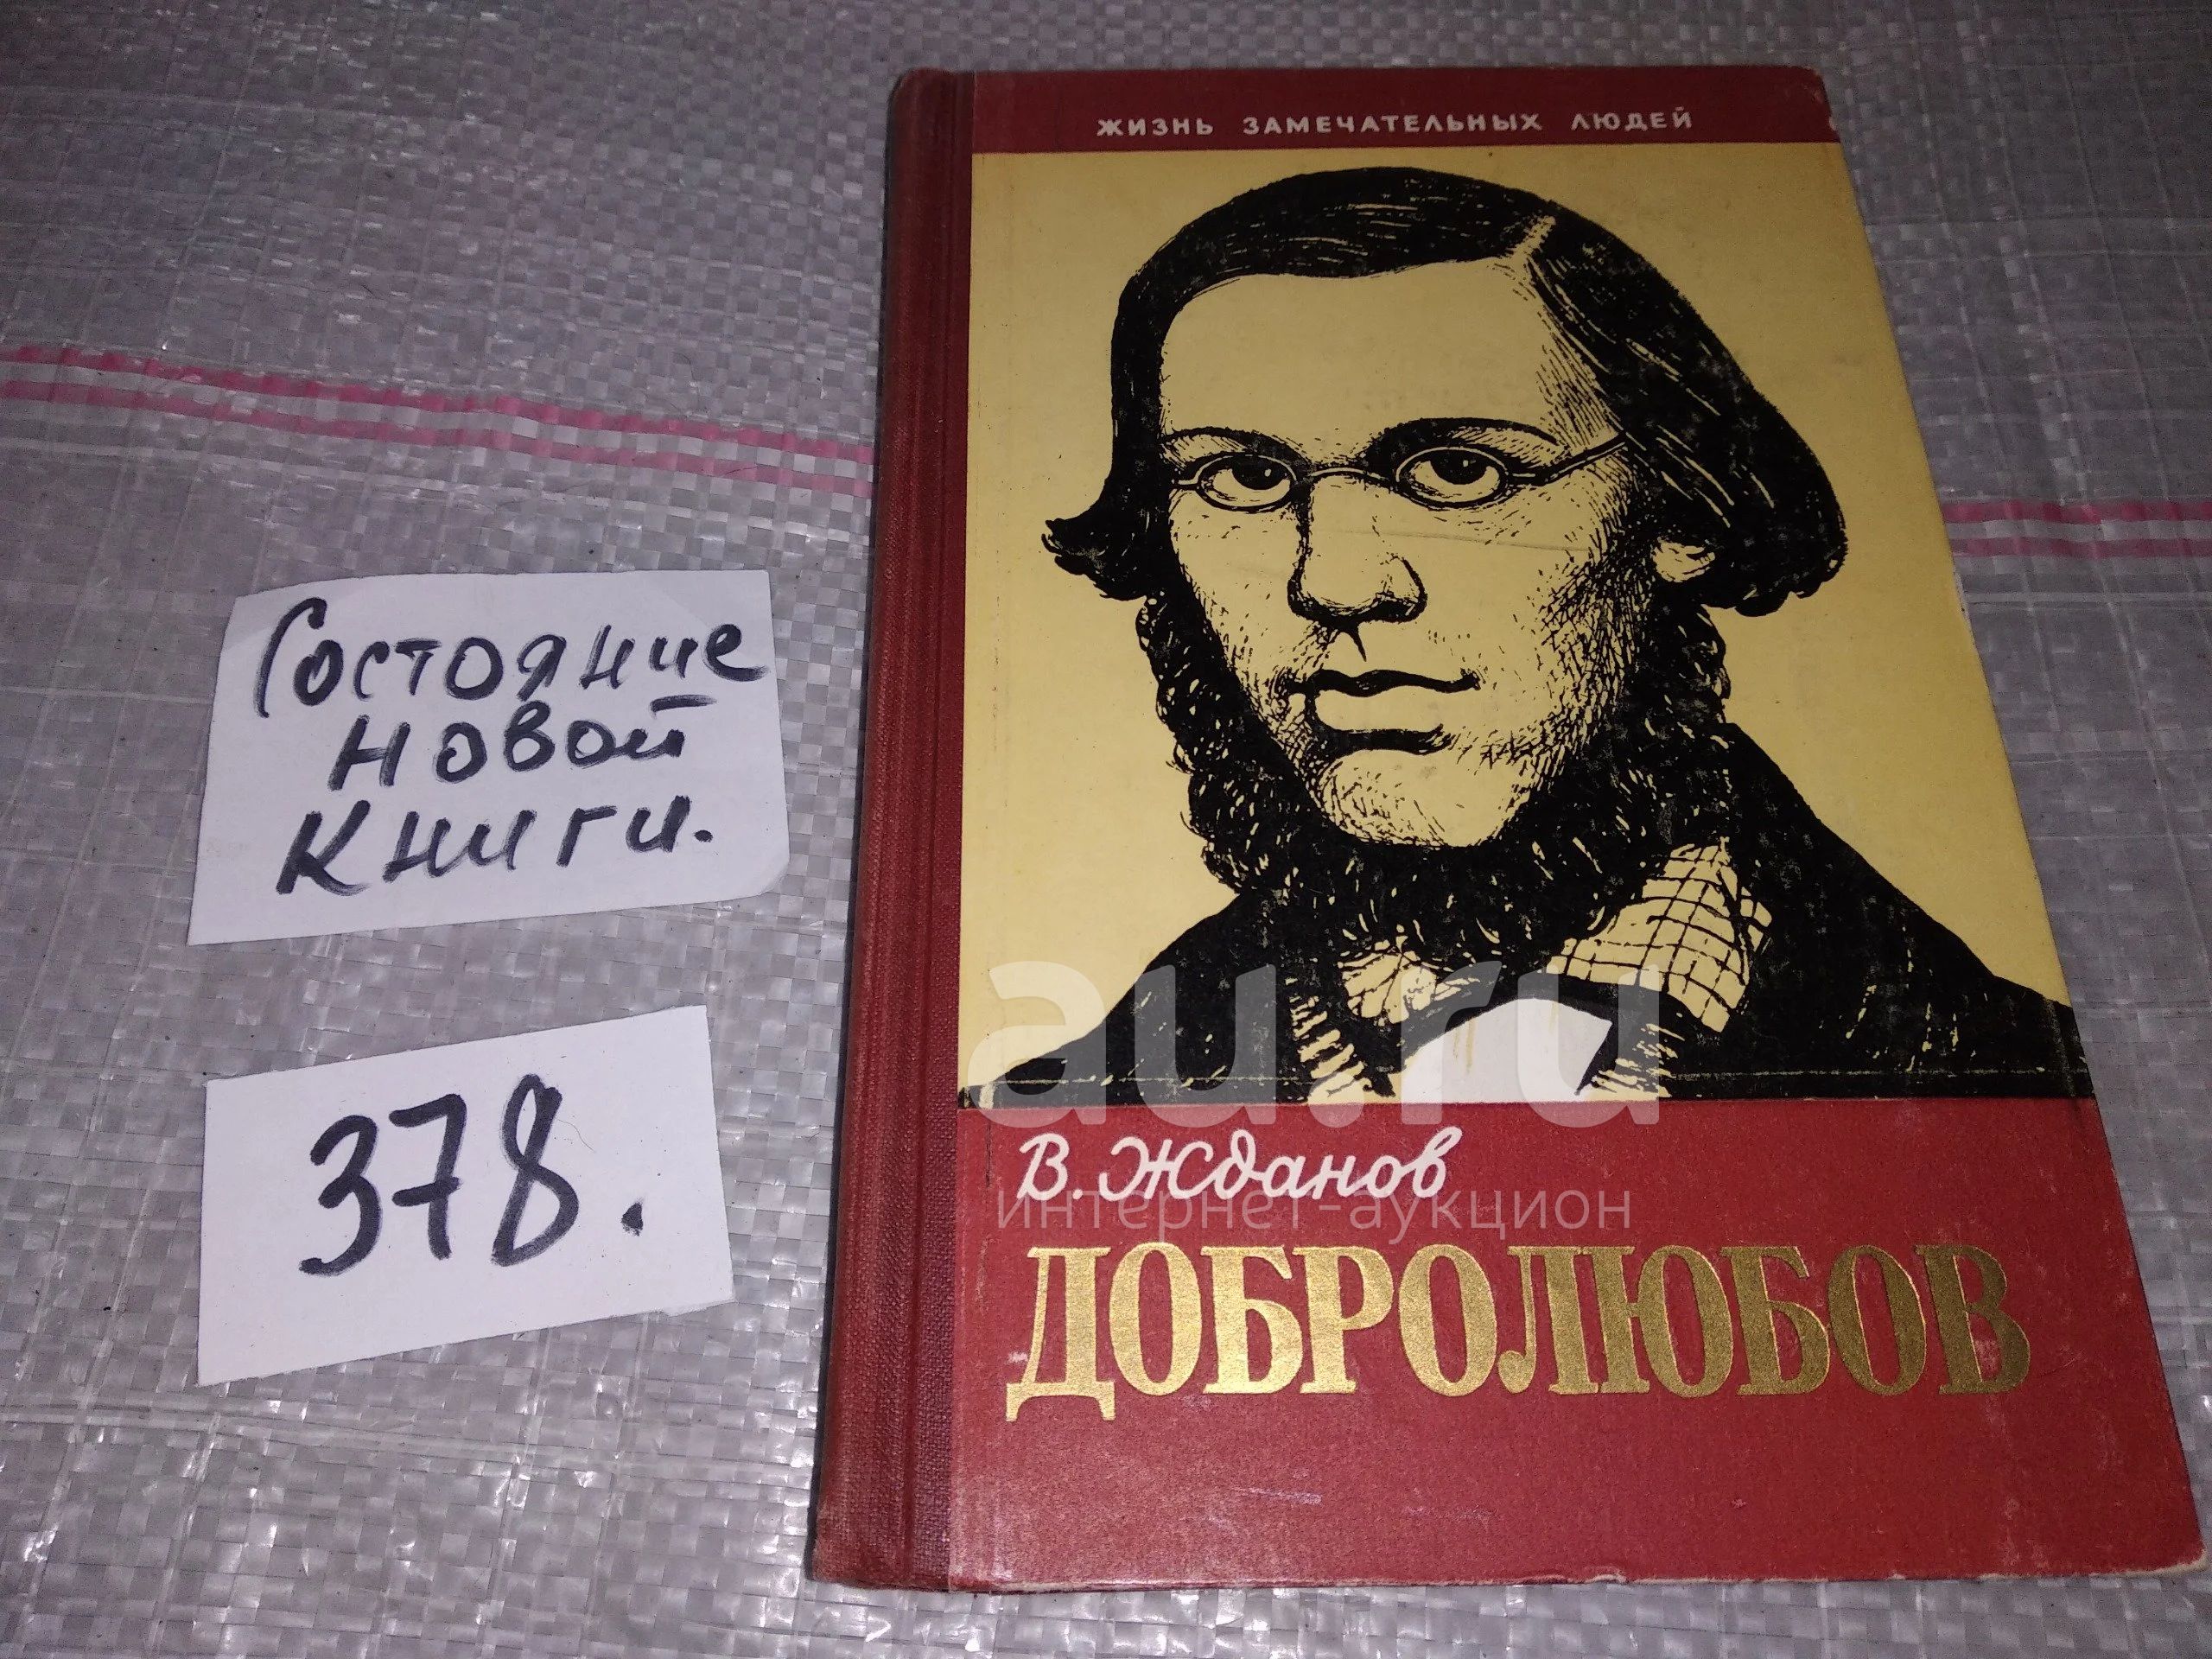 Состояние
новой
книги.
378.
ЖИЗНЬ ЗАМЕЧАТЕЛЬНЫХ ЛЮДЕЙ
au.ru
В. Жданов
интернет-аукцион
ДОБРОЛЮБОВ